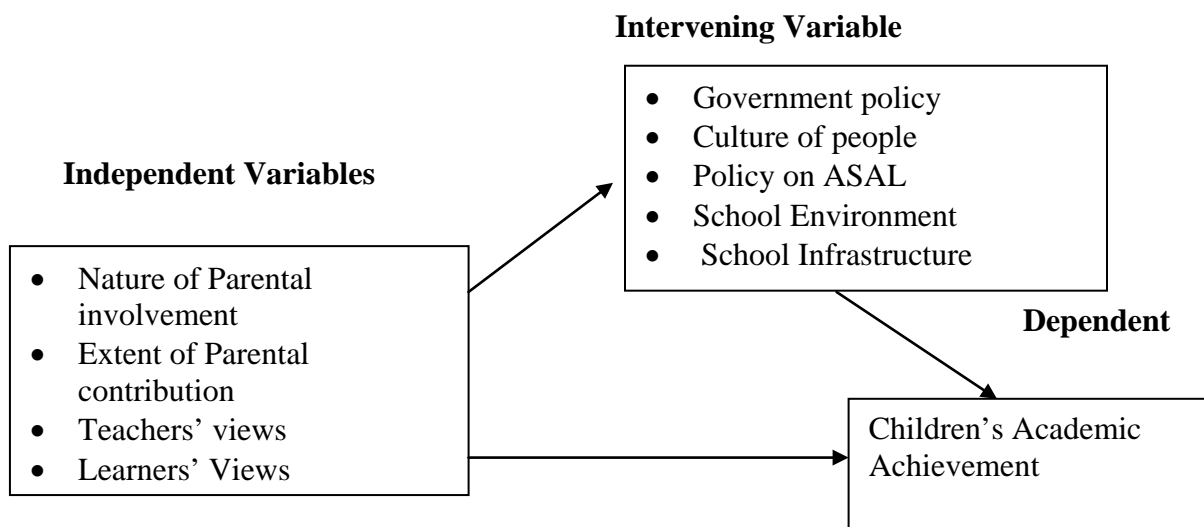 Intervening Variable
• Government policy
• Culture of people
• Policy on ASAL
• School Environment
• School Infrastructure
Independent Variables
• Nature of Parental
involvement
• Extent of Parental
contribution
• Teachers’ views
• Learners’ Views
Dependent
Children’s Academic
Achievement